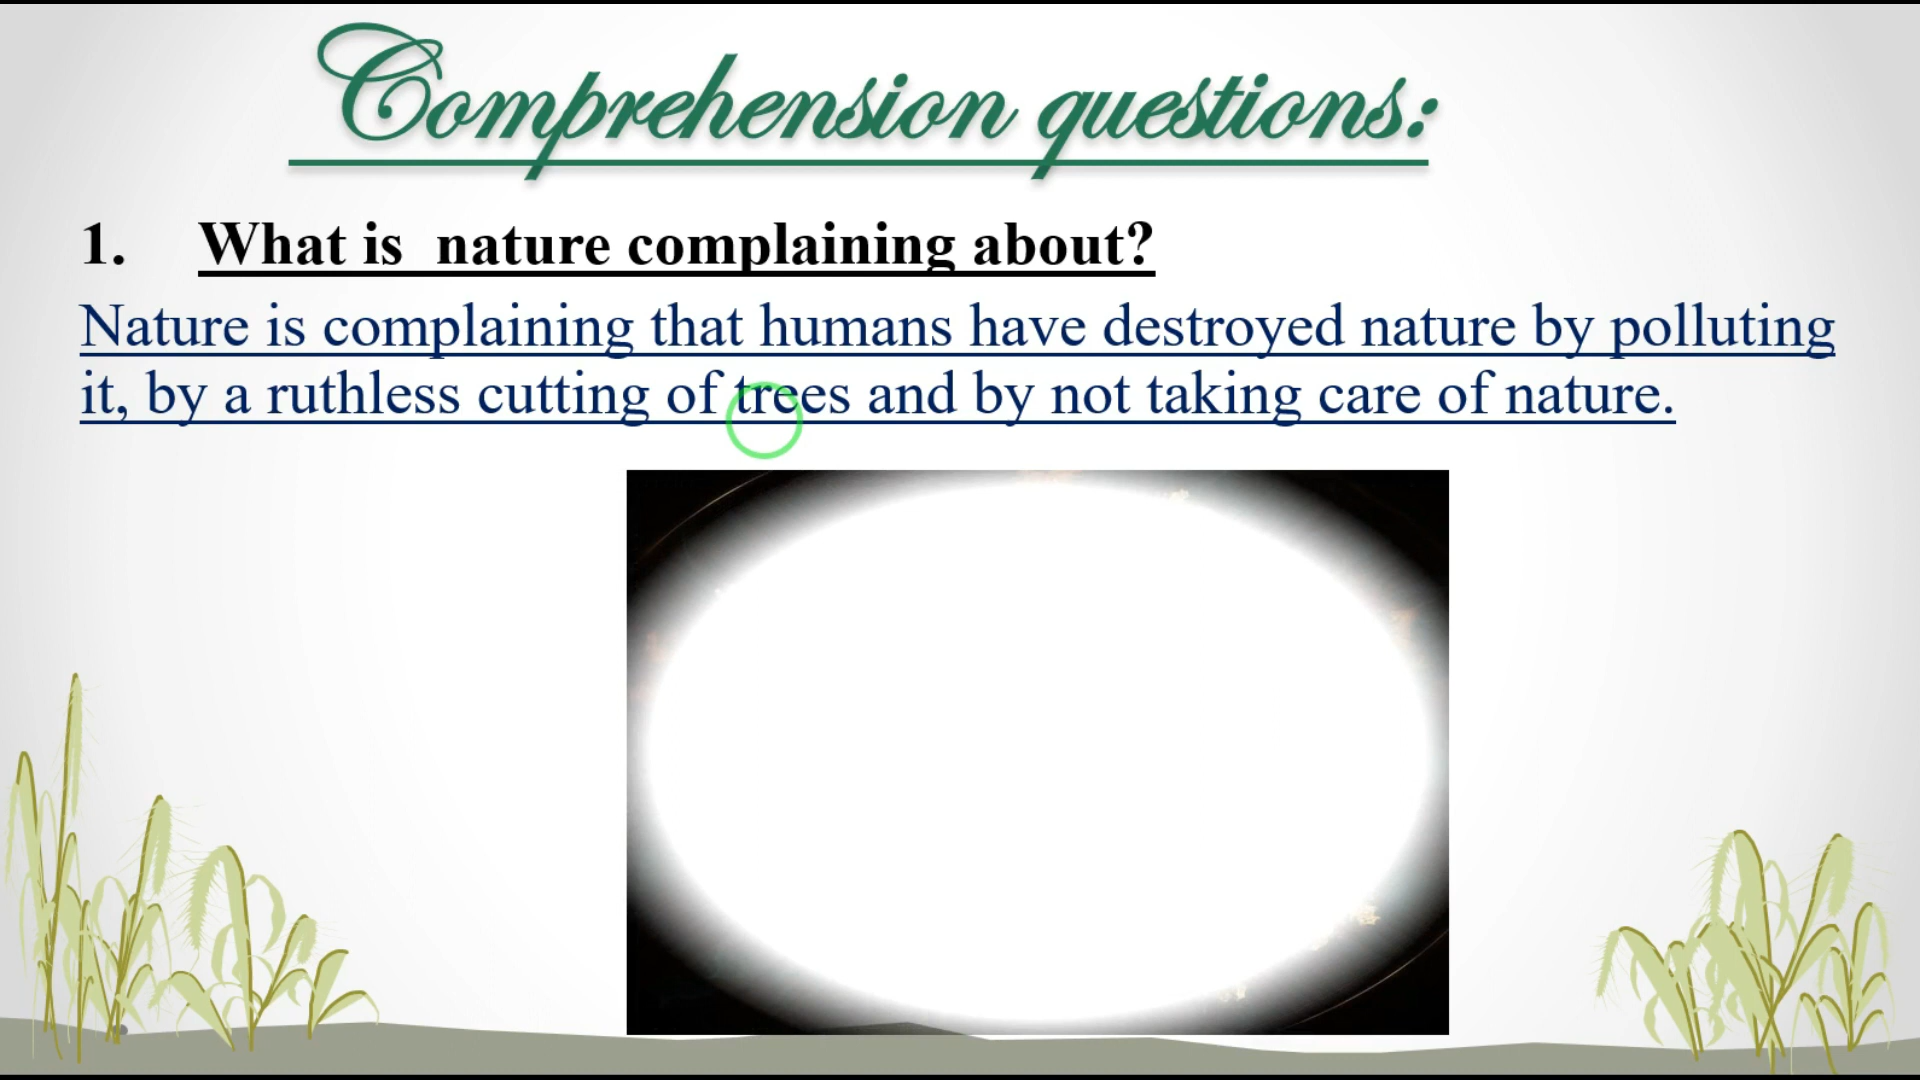 Comprehension questions:
1. What is nature complaining about?
Nature is complaining that humans have destroyed nature by polluting
it, by a ruthless cutting of trees and by not taking care of nature.